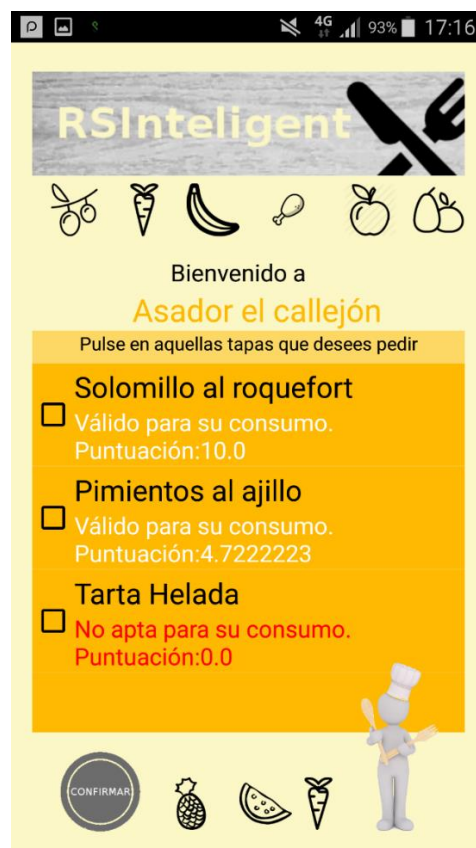 4G 93% 17:16
RSInteligent
Bienvenido a
Asador el callejón
Pulse en aquellas tapas que desees pedir
Solomillo al roquefort
Válido para su consumo.
Puntuación:10.0
Pimientos al ajillo
Válido para su consumo.
Puntuación:4.7222223
Tarta Helada
No apta para su consumo.
Puntuación:0.0
CONFIRMAR